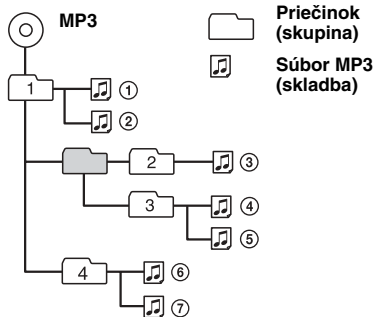 MP3
Priečinok
(skupina)
Súbor MP3
(skladba)
1
①
②
2
③
3
④
⑤
4
⑥
⑦